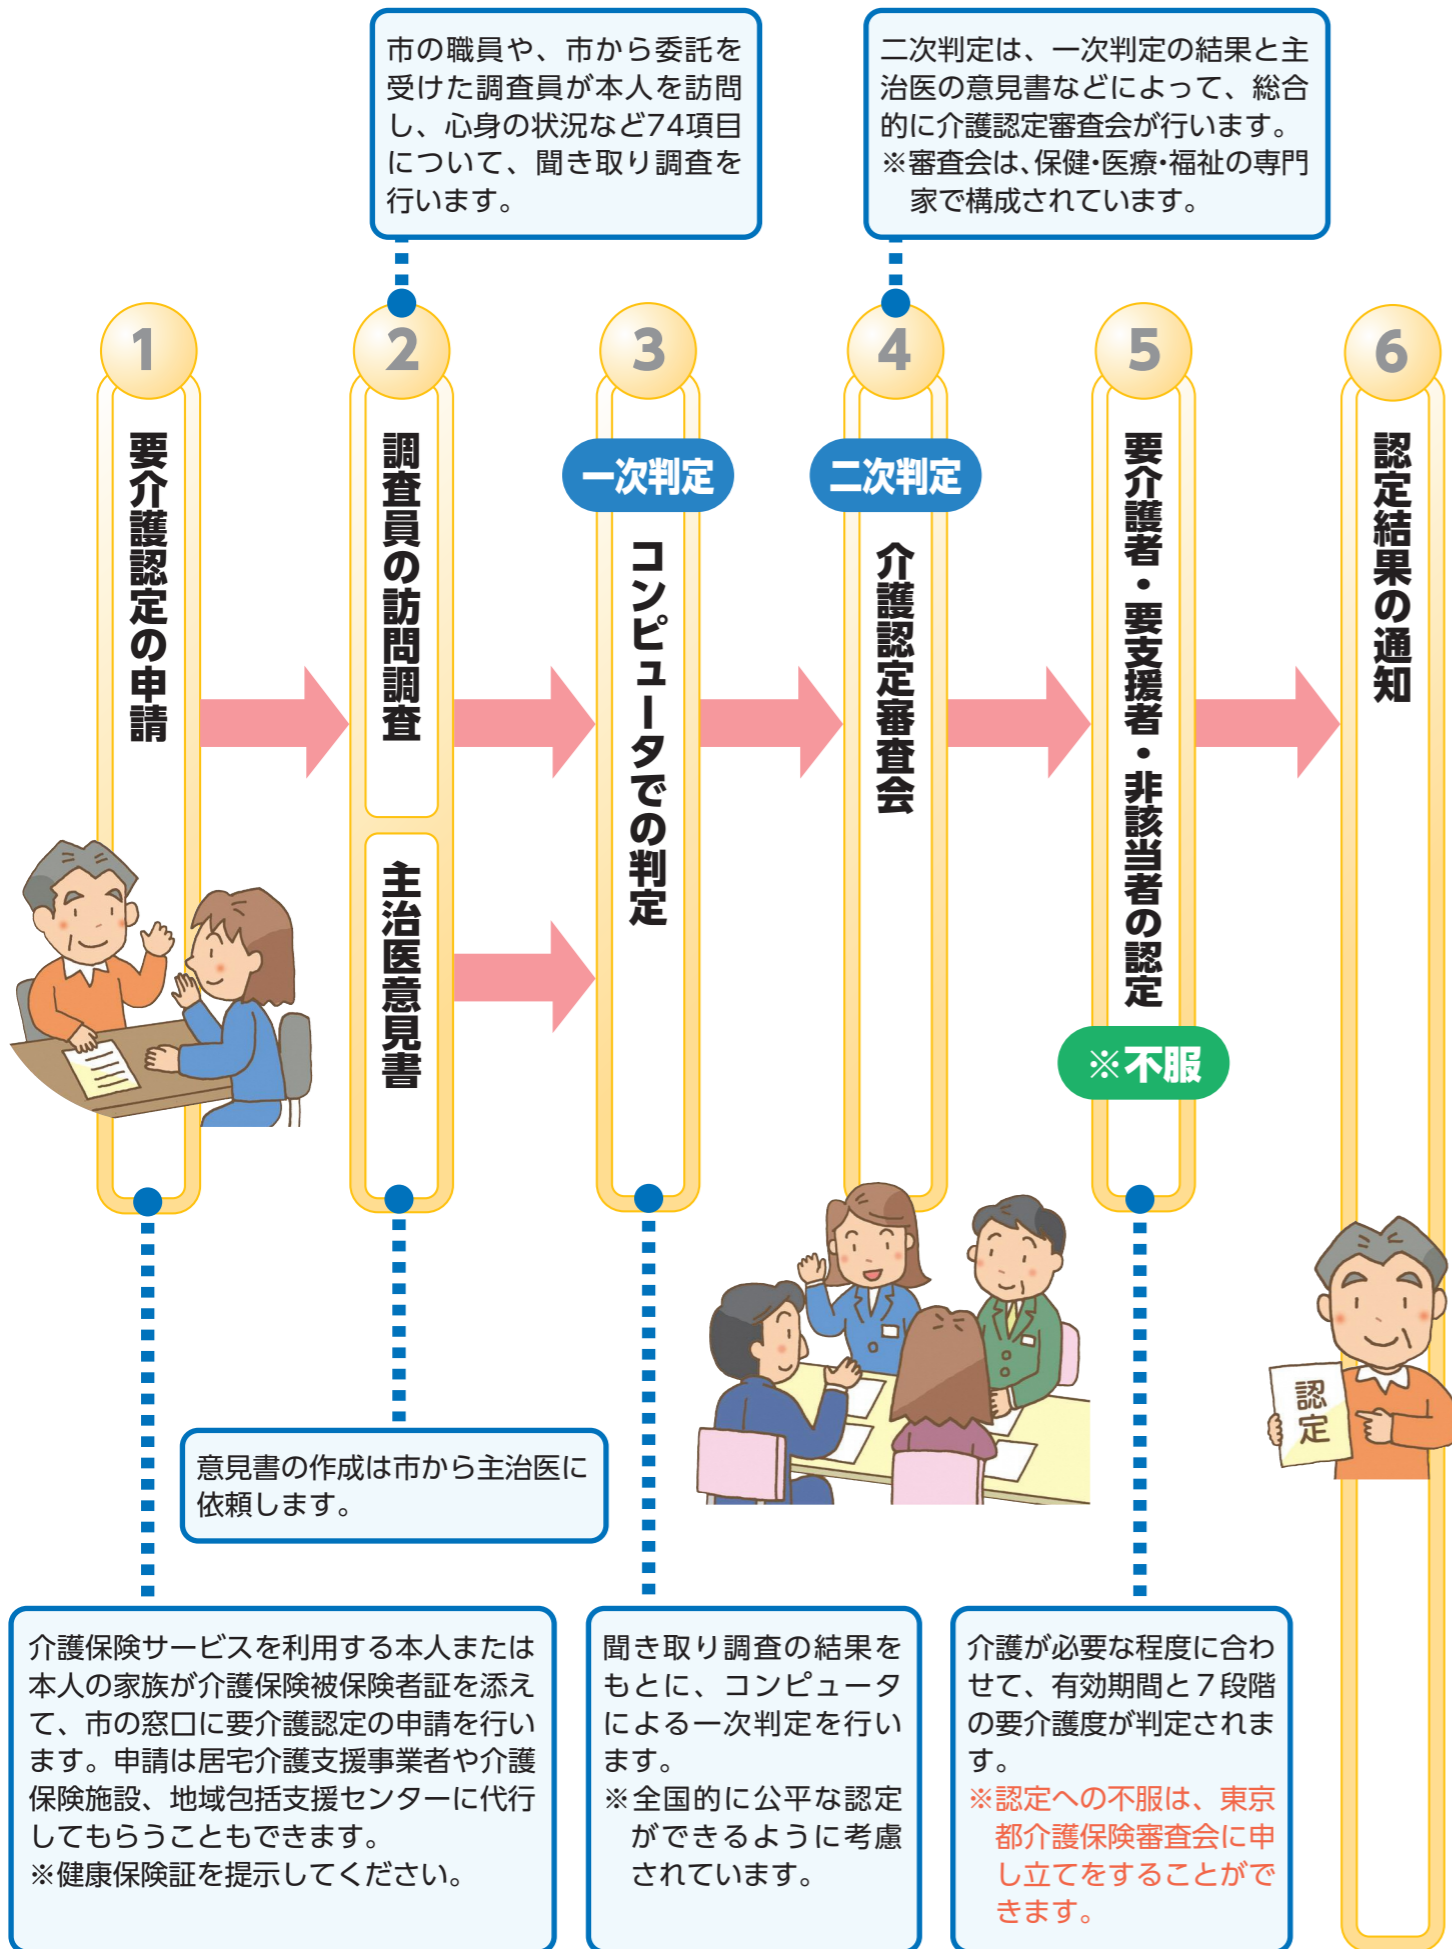 市の職員や、市から委託を
受けた調査員が本人を訪問
し、心身の状況など74項目
について、聞き取り調査を
行います。
二次判定は、一次判定の結果と主
治医の意見書などによって、総合
的に介護認定審査会が行います。
※審査会は、保健・医療・福祉の専門
家で構成されています。
1
要介護認定の申請
2
調査員の訪問調査
主治医意見書
3
一次判定
コンピュータでの判定
4
二次判定
介護認定審査会
5
要介護者・要支援者・非該当者の認定
※不服
6
認定結果の通知
認定
意見書の作成は市から主治医に
依頼します。
介護保険サービスを利用する本人または
本人の家族が介護保険被保険者証を添え
て、市の窓口に要介護認定の申請を行い
ます。申請は居宅介護支援事業者や介護
保険施設、地域包括支援センターに代行
してもらうこともできます。
※健康保険証を提示してください。
聞き取り調査の結果を
もとに、コンピュータ
による一次判定を行い
ます。
※全国的に公平な認定
ができるように考慮
されています。
介護が必要な程度に合わ
せて、有効期間と７段階
の要介護度が判定されま
す。
※認定への不服は、東京
都介護保険審査会に申
し立てをすることがで
きます。